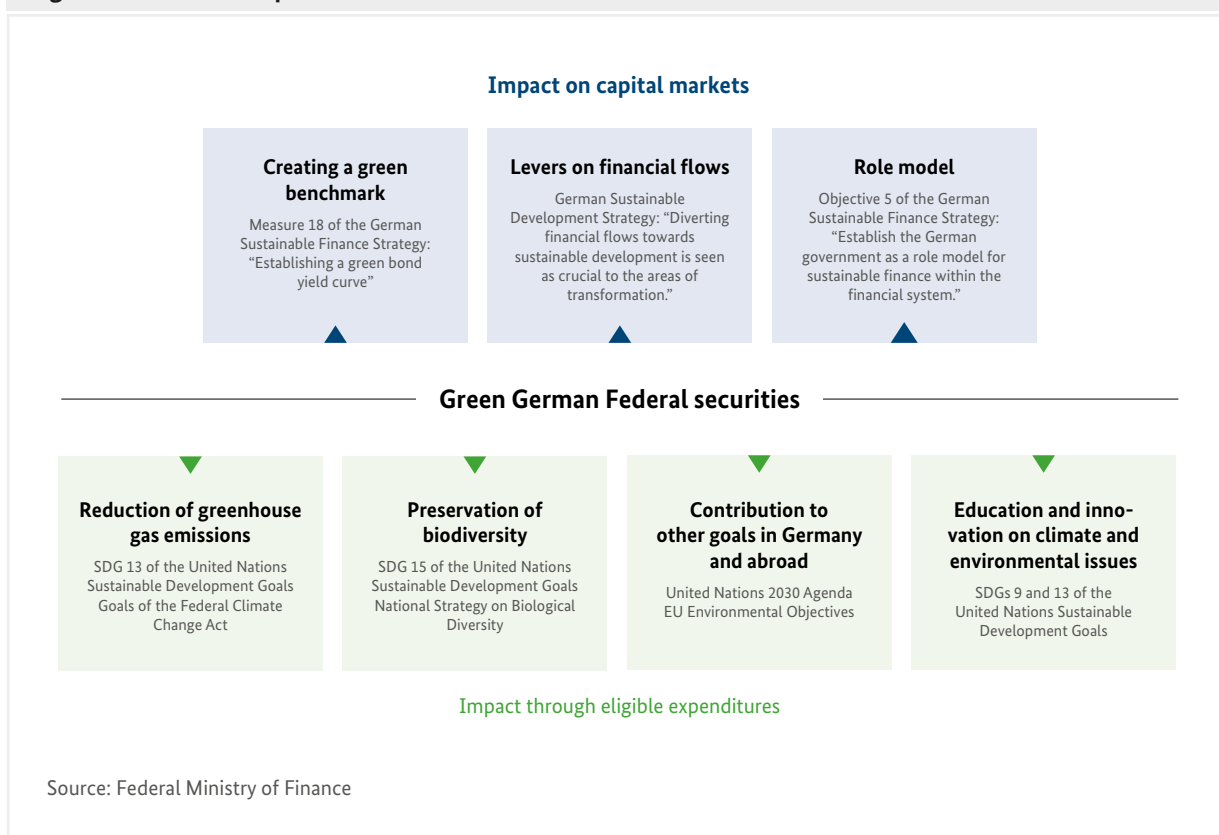 Impact on capital markets
Creating a green
benchmark
Measure 18 of the German
Sustainable Finance Strategy:
“Establishing a green bond
yield curve”
Levers on financial flows
German Sustainable
Development Strategy: “Diverting
financial flows towards
sustainable development is seen
as crucial to the areas of
transformation.”
Role model
Objective 5 of the German
Sustainable Finance Strategy:
“Establish the German
government as a role model for
sustainable finance within the
financial system.”
Green German Federal securities
Reduction of greenhouse
gas emissions
SDG 13 of the United Nations
Sustainable Development Goals
Goals of the Federal Climate
Change Act
Preservation of
biodiversity
SDG 15 of the United Nations
Sustainable Development Goals
National Strategy on Biological
Diversity
Contribution to
other goals in Germany
and abroad
United Nations 2030 Agenda
EU Environmental Objectives
Education and inno-
vation on climate and
environmental issues
SDGs 9 and 13 of the
United Nations Sustainable
Development Goals
Impact through eligible expenditures
Source: Federal Ministry of Finance